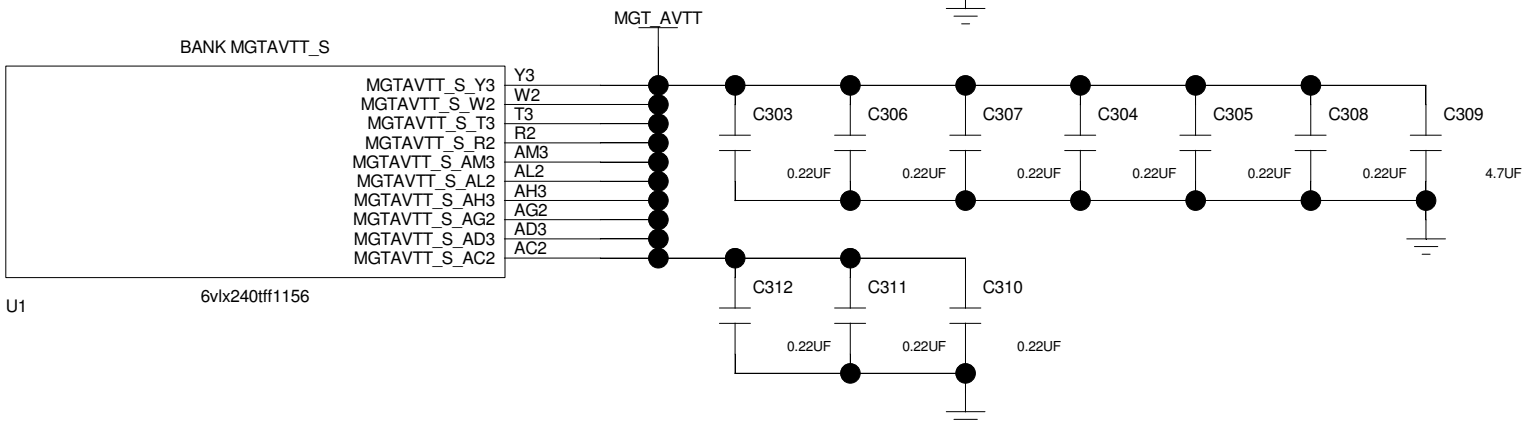 MGT_AVTT
BANK MGTAVTT_S
MGTAVTT_S_Y3 Y3
MGTAVTT_S_W2 W2
MGTAVTT_S_T3 T3
MGTAVTT_S_R2 R2
MGTAVTT_S_AM3 AM3
MGTAVTT_S_AL2 AL2
MGTAVTT_S_AH3 AH3
MGTAVTT_S_AG2 AG2
MGTAVTT_S_AD3 AD3
MGTAVTT_S_AC2 AC2
C303 C306 C307 C304 C305 C308 C309
0.22UF 0.22UF 0.22UF 0.22UF 0.22UF 0.22UF 4.7UF
C312 C311 C310
0.22UF 0.22UF 0.22UF
U1
6vlx240tff1156